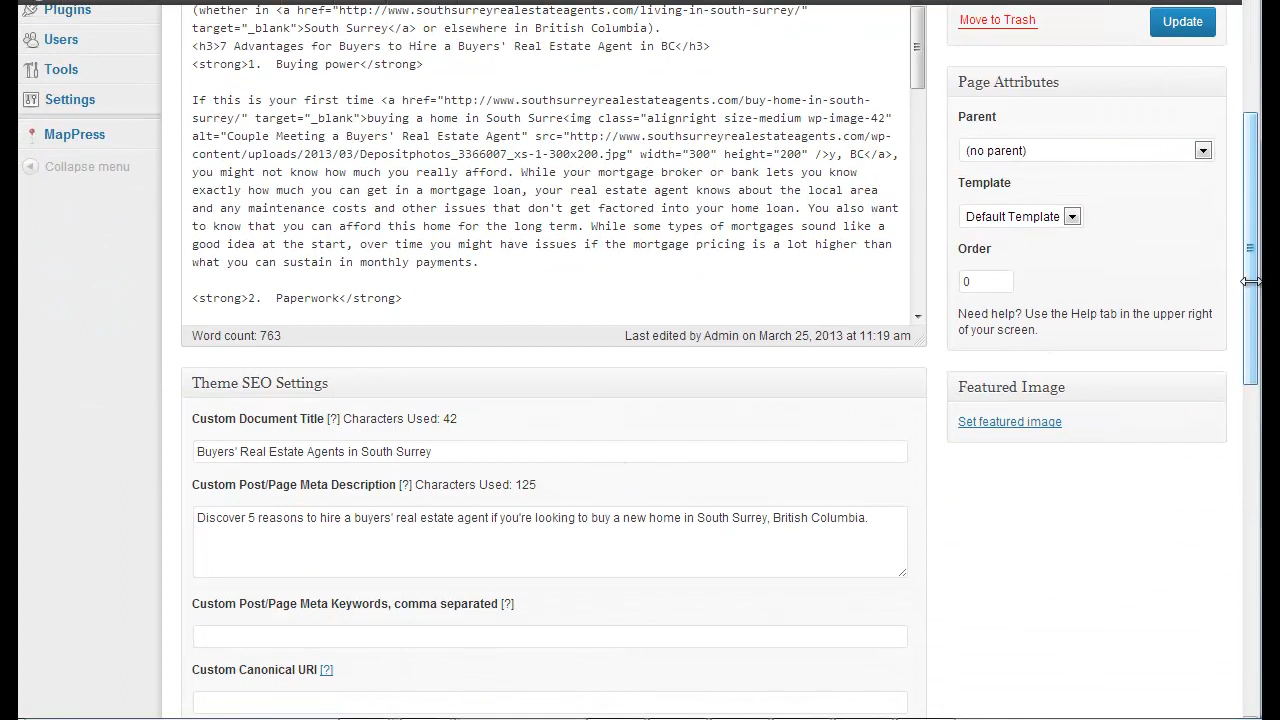 Plugins
Users
Tools
Settings
MapPress
Collapse menu
(whether in <a href="http://www.southsurreyrealestateagents.com/living-in-south-surrey/"
target="_blank">South Surrey</a> or elsewhere in British Columbia).
<h3>7 Advantages for Buyers to Hire a Buyers' Real Estate Agent in BC</h3>
<strong>1.  Buying power</strong>
If this is your first time <a href="http://www.southsurreyrealestateagents.com/buy-home-in-south-
surrey/" target="_blank">buying a home in South Surre<img class="alignright size-medium wp-image-42"
alt="Couple Meeting a Buyers' Real Estate Agent" src="http://www.southsurreyrealestateagents.com/wp-
content/uploads/2013/03/Depositphotos_3366007_xs-1-300x200.jpg" width="300" height="200" />y, BC</a>,
you might not know how much you really afford. While your mortgage broker or bank lets you know
exactly how much you can get in a mortgage loan, your real estate agent knows about the local area
and any maintenance costs and other issues that don't get factored into your home loan. You also want
to know that you can afford this home for the long term. While some types of mortgages sound like a
good idea at the start, over time you might have issues if the mortgage pricing is a lot higher than
what you can sustain in monthly payments.
<strong>2.  Paperwork</strong>
Word count: 763
Last edited by Admin on March 25, 2013 at 11:19 am
Theme SEO Settings
Custom Document Title [?] Characters Used: 42
Buyers' Real Estate Agents in South Surrey
Custom Post/Page Meta Description [?] Characters Used: 125
Discover 5 reasons to hire a buyers' real estate agent if you're looking to buy a new home in South Surrey, British Columbia.
Custom Post/Page Meta Keywords, comma separated [?]
Custom Canonical URI [?]
Move to Trash
Update
Page Attributes
Parent
(no parent)
Template
Default Template
Order
0
Need help? Use the Help tab in the upper right
of your screen.
Featured Image
Set featured image